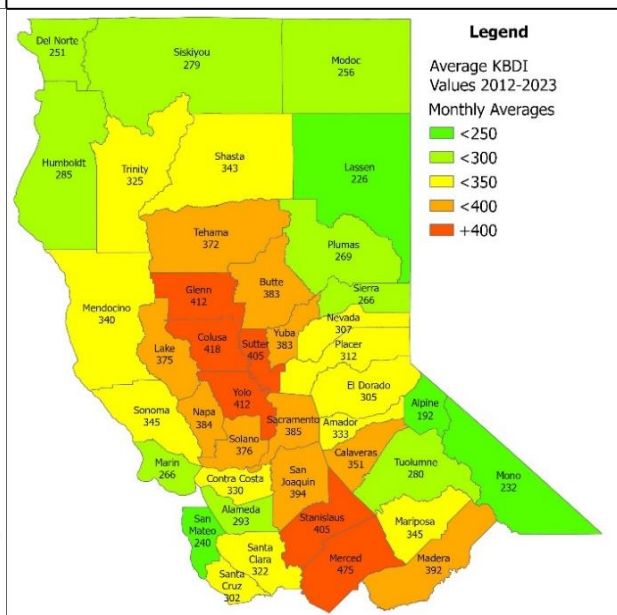 Legend
Average KBDI
Values 2012-2023
Monthly Averages
<250
<300
<350
<400
+400
Del Norte
251
Siskiyou
279
Modoc
256
Humboldt
285
Trinity
325
Shasta
343
Lassen
226
Tehama
372
Plumas
269
Glenn
412
Butte
383
Sierra
266
Mendocino
340
Lake
375
Colusa
418
Sutter
405
Yuba
383
Nevada
307
Placer
312
El Dorado
305
Sonoma
345
Napa
384
Yolo
412
Sacramento
385
Amador
333
Alpine
192
Solano
376
Calaveras
351
Marin
266
Contra Costa
330
San
Joaquin
394
Tuolumne
280
Mono
232
San
Mateo
240
Alameda
293
Stanislaus
405
Mariposa
345
Santa
Clara
322
Merced
475
Madera
392
Santa
Cruz
302